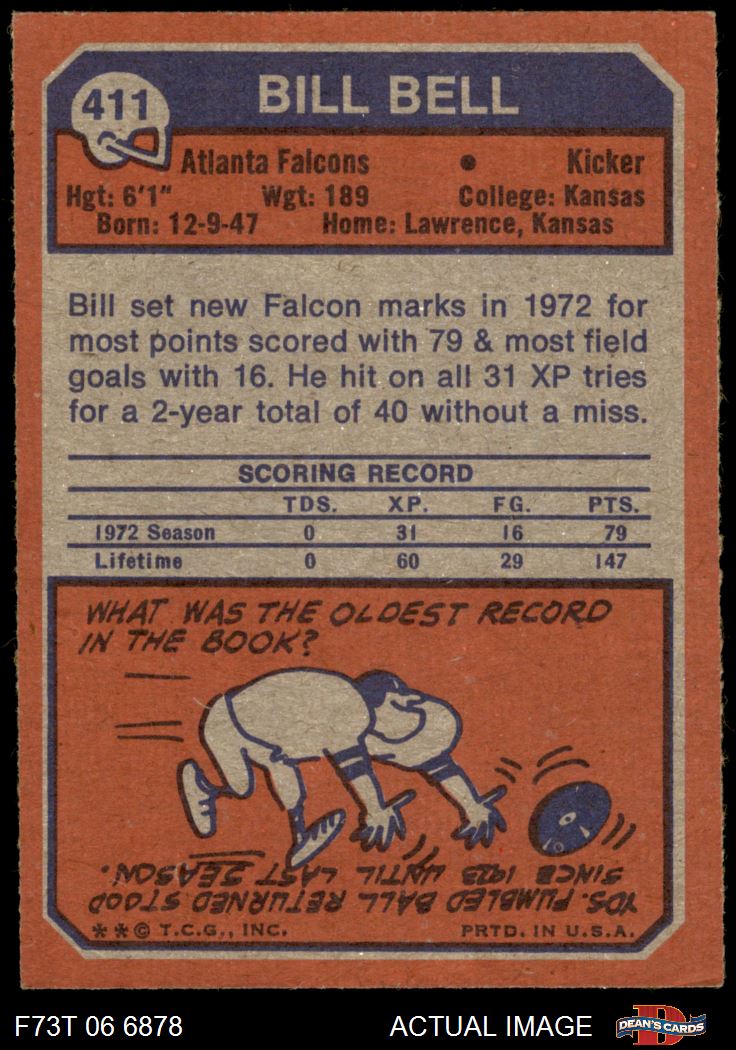 411
BILL BELL
Atlanta Falcons • Kicker
Hgt: 6'1" Wgt: 189 College: Kansas
Born: 12-9-47 Home: Lawrence, Kansas
Bill set new Falcon marks in 1972 for
most points scored with 79 & most field
goals with 16. He hit on all 31 XP tries
for a 2-year total of 40 without a miss.
SCORING RECORD
TDS. XP. FG. PTS.
1972 Season 0 31 16 79
Lifetime 0 60 29 147
WHAT WAS THE OLDEST RECORD
IN THE BOOK?
YDS. FUMBLED BALL RETURNED STOOD
SINCE 1923 UNTIL LAST SEASON.
**© T.C.G., INC. PRTD. IN U.S.A.
F73T 06 6878 ACTUAL IMAGE
D
DEAN'S CARDS